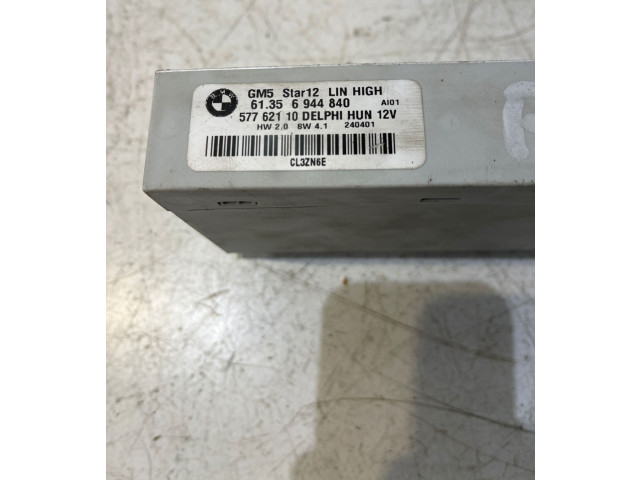 BMW
GM5 Star12 LIN HIGH
61.35 6 944 840 AI01
577 621 10 DELPHI HUN 12V
HW 2.0 SW 4.1 240401
CL3ZN6E